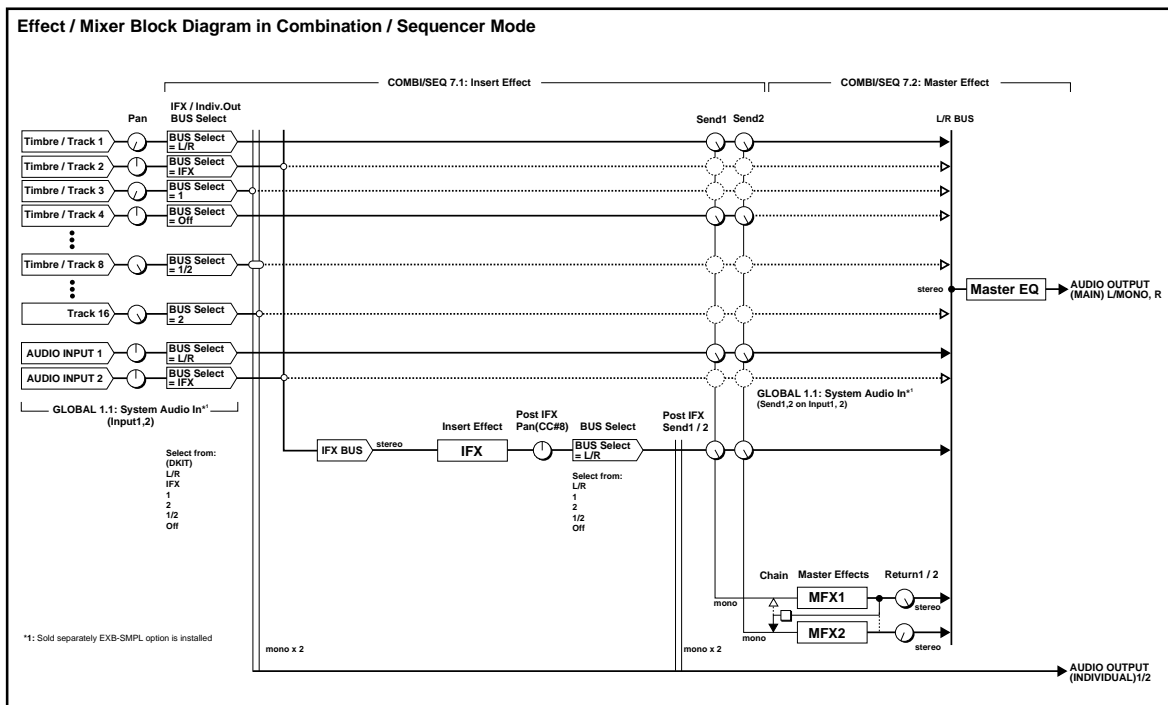 Effect / Mixer Block Diagram in Combination / Sequencer Mode
COMBI/SEQ 7.1: Insert Effect
COMBI/SEQ 7.2: Master Effect
Pan
IFX / Indiv.Out
BUS Select
Send1
Send2
L/R BUS
Timbre / Track 1
BUS Select
= L/R
Timbre / Track 2
BUS Select
= IFX
Timbre / Track 3
BUS Select
= 1
Timbre / Track 4
BUS Select
= Off
Timbre / Track 8
BUS Select
= 1/2
Track 16
BUS Select
= 2
stereo
Master EQ
AUDIO OUTPUT
(MAIN) L/MONO, R
AUDIO INPUT 1
BUS Select
= L/R
AUDIO INPUT 2
BUS Select
= IFX
GLOBAL 1.1: System Audio In*1
(Input1,2)
GLOBAL 1.1: System Audio In*1
(Send1,2 on Input1, 2)
Select from:
(DKIT)
L/R
IFX
1
2
1/2
Off
IFX BUS
stereo
Insert Effect
IFX
Post IFX
Pan(CC#8)
BUS Select
BUS Select
= L/R
Post IFX
Send1 / 2
Select from:
L/R
1
2
1/2
Off
Chain
Master Effects
Return1 / 2
mono
MFX1
stereo
mono
MFX2
stereo
*1: Sold separately EXB-SMPL option is installed
mono x 2
mono x 2
AUDIO OUTPUT
(INDIVIDUAL)1/2